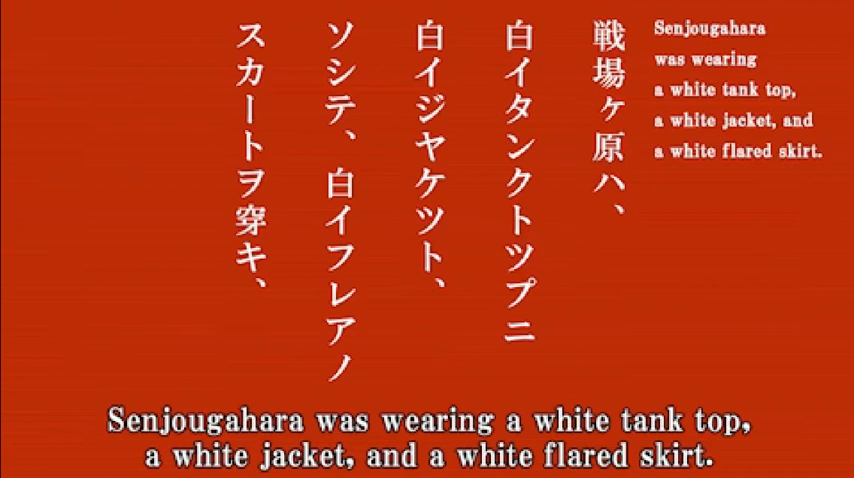 戦場ヶ原ハ、
白イタンクトツプニ
白イジヤケツト、
ソシテ、白イフレアノ
スカートヲ穿キ、
Senjougahara
was wearing
a white tank top,
a white jacket, and
a white flared skirt.
Senjougahara was wearing a white tank top,
a white jacket, and a white flared skirt.